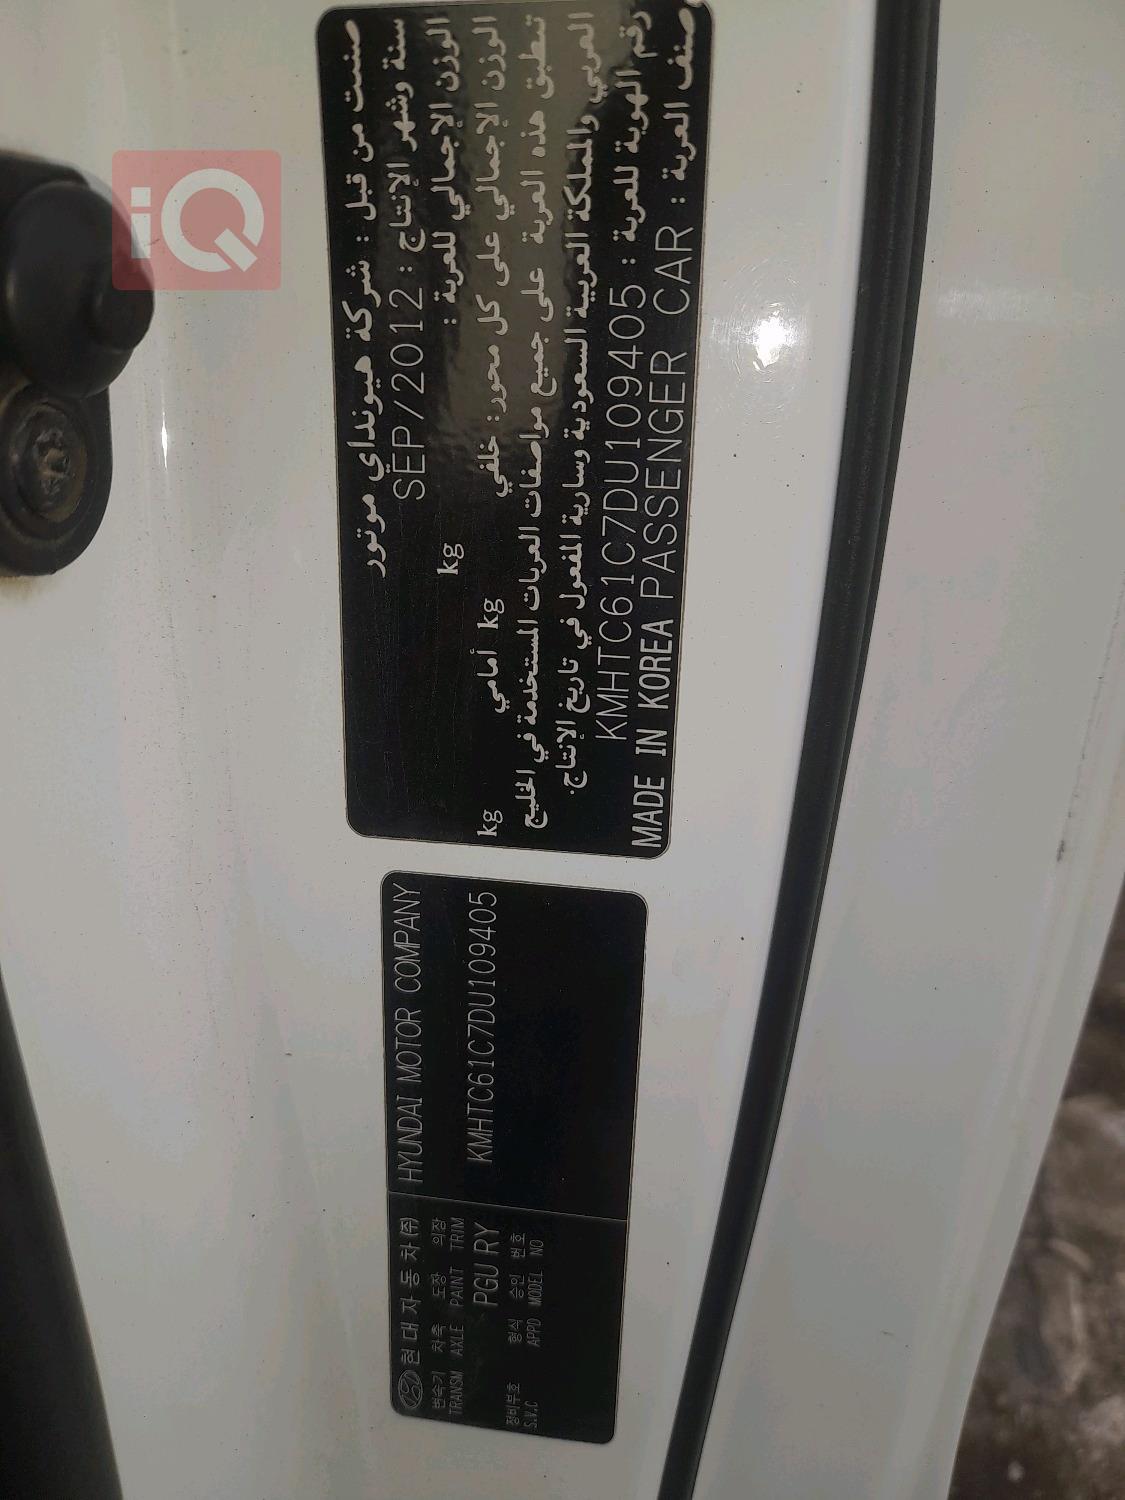 iQ
صنعت من قبل : شركة هيونداي موتور
سنة وشهر الإنتاج : SEP/2012
الوزن الإجمالي للعربة : kg
الوزن الإجمالي على كل محور: خلفي kg أمامي kg
تنطبق هذه العربة على جميع مواصفات العربات المستخدمة في الخليج
العربي والمملكة العربية السعودية وسارية المفعول في تاريخ الإنتاج.
رقم الهوية للعربة : KMHTC61C7DU109405
صنف العربة : PASSENGER CAR MADE IN KOREA
현대자동차(주) HYUNDAI MOTOR COMPANY
변속기 차축 도장 의장
TRANSM AXLE PAINT TRIM
KMHTC61C7DU109405
PGU RY
정비부호 형식 승인 번호
S.V.C APPD MODEL NO